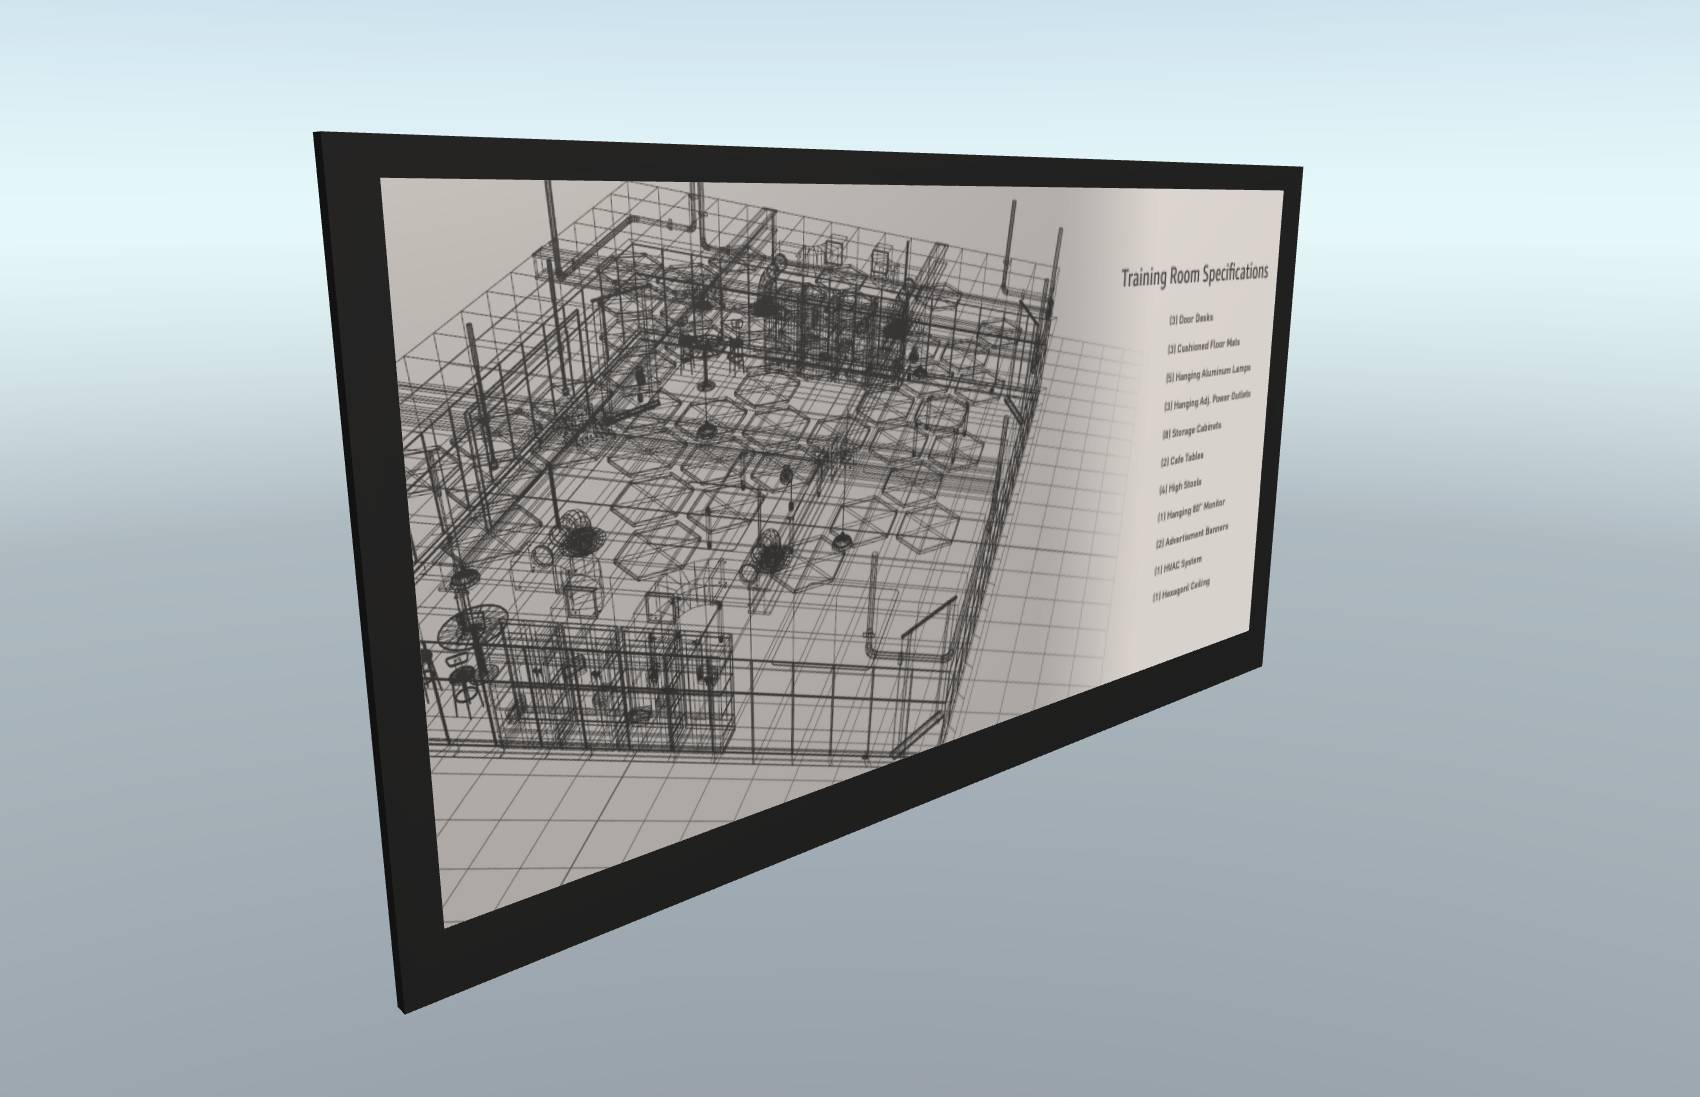 Training Room Specifications
(3) Door Desks
(3) Cushioned Floor Mats
(5) Hanging Aluminum Lamps
(3) Hanging Adj. Power Outlets
(8) Storage Cabinets
(2) Cafe Tables
(4) High Stools
(1) Hanging 80" Monitor
(2) Advertisment Banners
(1) HVAC System
(1) Hexagonl Ceiling